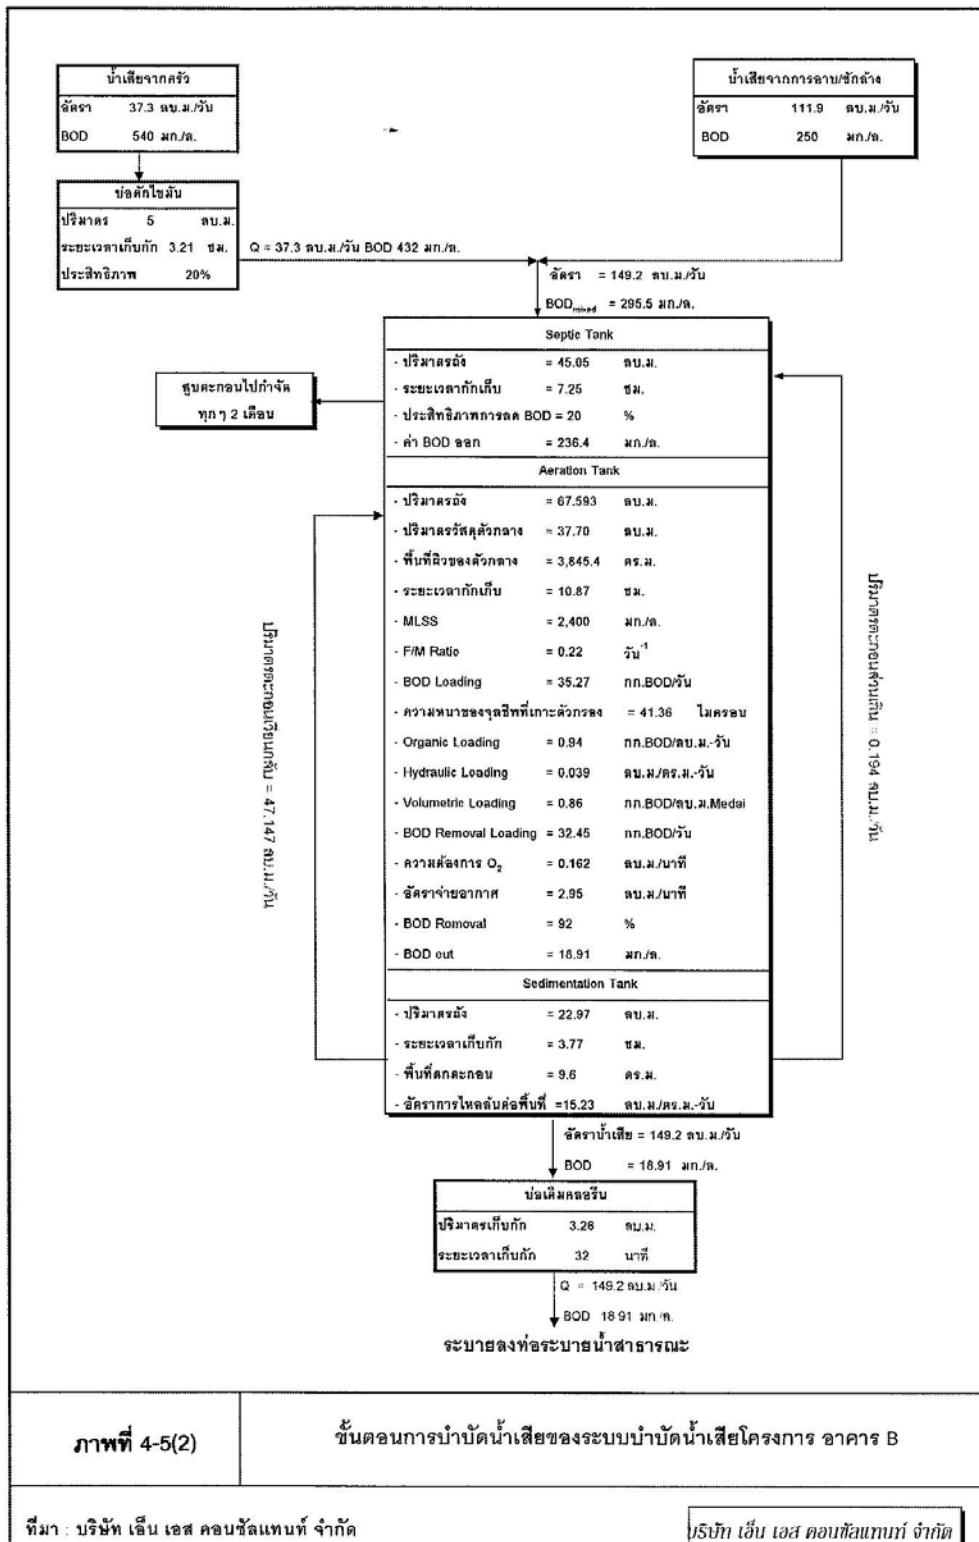 น้ำเสียจากครัว
อัตรา 37.3 ลบ.ม./วัน
BOD 540 มก./ล.
น้ำเสียจากการอาบ/ซักล้าง
อัตรา 111.9 ลบ.ม./วัน
BOD 250 มก./ล.
บ่อดักไขมัน
ปริมาตร 5 ลบ.ม.
ระยะเวลาเก็บกัก 3.21 ชม.
ประสิทธิภาพ 20%
Q = 37.3 ลบ.ม./วัน BOD 432 มก./ล.
อัตรา = 149.2 ลบ.ม./วัน
BODmixed = 295.5 มก./ล.
Septic Tank
- ปริมาตรถัง = 45.05 ลบ.ม.
- ระยะเวลากักเก็บ = 7.25 ชม.
- ประสิทธิภาพการลด BOD = 20 %
- ค่า BOD ออก = 236.4 มก./ล.
สูบตะกอนไปกำจัด
ทุกๆ 2 เดือน
Aeration Tank
- ปริมาตรถัง = 67.593 ลบ.ม.
- ปริมาตรวัสดุตัวกลาง = 37.70 ลบ.ม.
- พื้นที่ผิวของตัวกลาง = 3,845.4 ตร.ม.
- ระยะเวลากักเก็บ = 10.87 ชม.
- MLSS = 2,400 มก./ล.
- F/M Ratio = 0.22 วัน⁻¹
- BOD Loading = 35.27 กก.BOD/วัน
- ความหนาของจุลชีพที่เกาะตัวกรอง = 41.36 ไมครอน
- Organic Loading = 0.94 กก.BOD/ลบ.ม.-วัน
- Hydraulic Loading = 0.039 ลบ.ม./ตร.ม.-วัน
- Volumetric Loading = 0.86 กก.BOD/ลบ.ม.Medai
- BOD Removal Loading = 32.45 กก.BOD/วัน
- ความต้องการ O₂ = 0.162 ลบ.ม./นาที
- อัตราจ่ายอากาศ = 2.95 ลบ.ม./นาที
- BOD Romoval = 92 %
- BOD out = 18.91 มก./ล.
Sedimentation Tank
- ปริมาตรถัง = 22.97 ลบ.ม.
- ระยะเวลาเก็บกัก = 3.77 ชม.
- พื้นที่ตกตะกอน = 9.6 ตร.ม.
- อัตราการไหลล้นต่อพื้นที่ =15.23 ลบ.ม./ตร.ม.-วัน
ปริมาตรตะกอนเวียนกลับ = 47.147 ลบ.ม./วัน
ปริมาตรตะกอนส่วนเกิน = 0.194 ลบ.ม.-วัน
อัตราน้ำเสีย = 149.2 ลบ.ม./วัน
BOD = 18.91 มก./ล.
บ่อเติมคลอรีน
ปริมาตรเก็บกัก 3.28 ลบ.ม.
ระยะเวลาเก็บกัก 32 นาที
Q = 149.2 ลบ.ม./วัน
BOD 18.91 มก./ล.
ระบายลงท่อระบายน้ำสาธารณะ
ภาพที่ 4-5(2)
ขั้นตอนการบำบัดน้ำเสียของระบบบำบัดน้ำเสียโครงการ อาคาร B
ที่มา : บริษัท เอ็น เอส คอนซัลแทนท์ จำกัด
บริษัท เอ็น เอส คอนซัลแทนท์ จำกัด